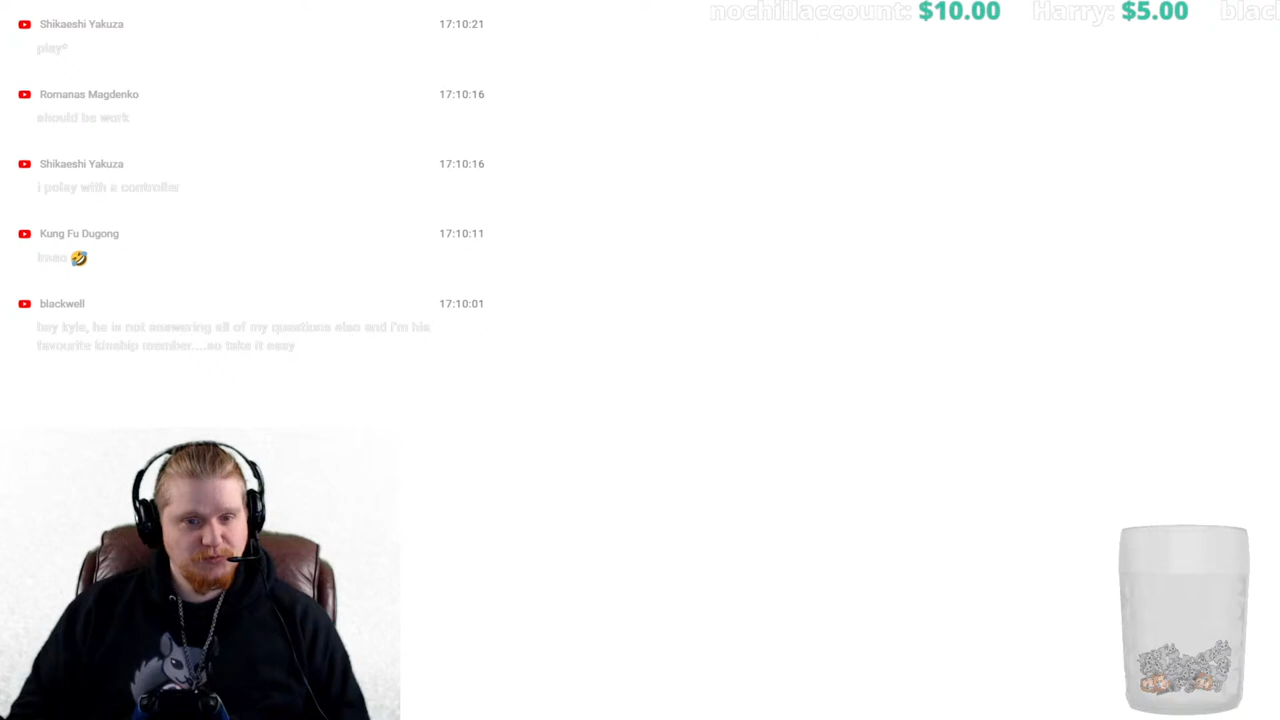 nochillaccount: $10.00 Harry: $5.00 blac
Shikaeshi Yakuza 17:10:21
play*
Romanas Magdenko 17:10:16
should be work
Shikaeshi Yakuza 17:10:16
i polay with a controller
Kung Fu Dugong 17:10:11
lmao 🤣
blackwell 17:10:01
hey kyle, he is not answering all of my questions also and i'm his
favourite kinship member....so take it easy